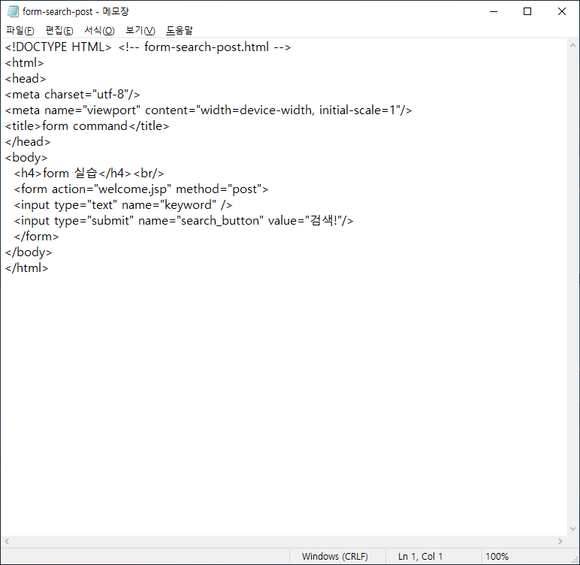 form-search-post - 메모장
파일(F) 편집(E) 서식(O) 보기(V) 도움말
<!DOCTYPE HTML> <!-- form-search-post.html -->
<html>
<head>
<meta charset="utf-8"/>
<meta name="viewport" content="width=device-width, initial-scale=1"/>
<title>form command</title>
</head>
<body>
<h4>form 실습</h4><br/>
<form action="welcome.jsp" method="post">
<input type="text" name="keyword" />
<input type="submit" name="search_button" value="검색!"/>
</form>
</body>
</html>
Windows (CRLF) Ln 1, Col 1 100%